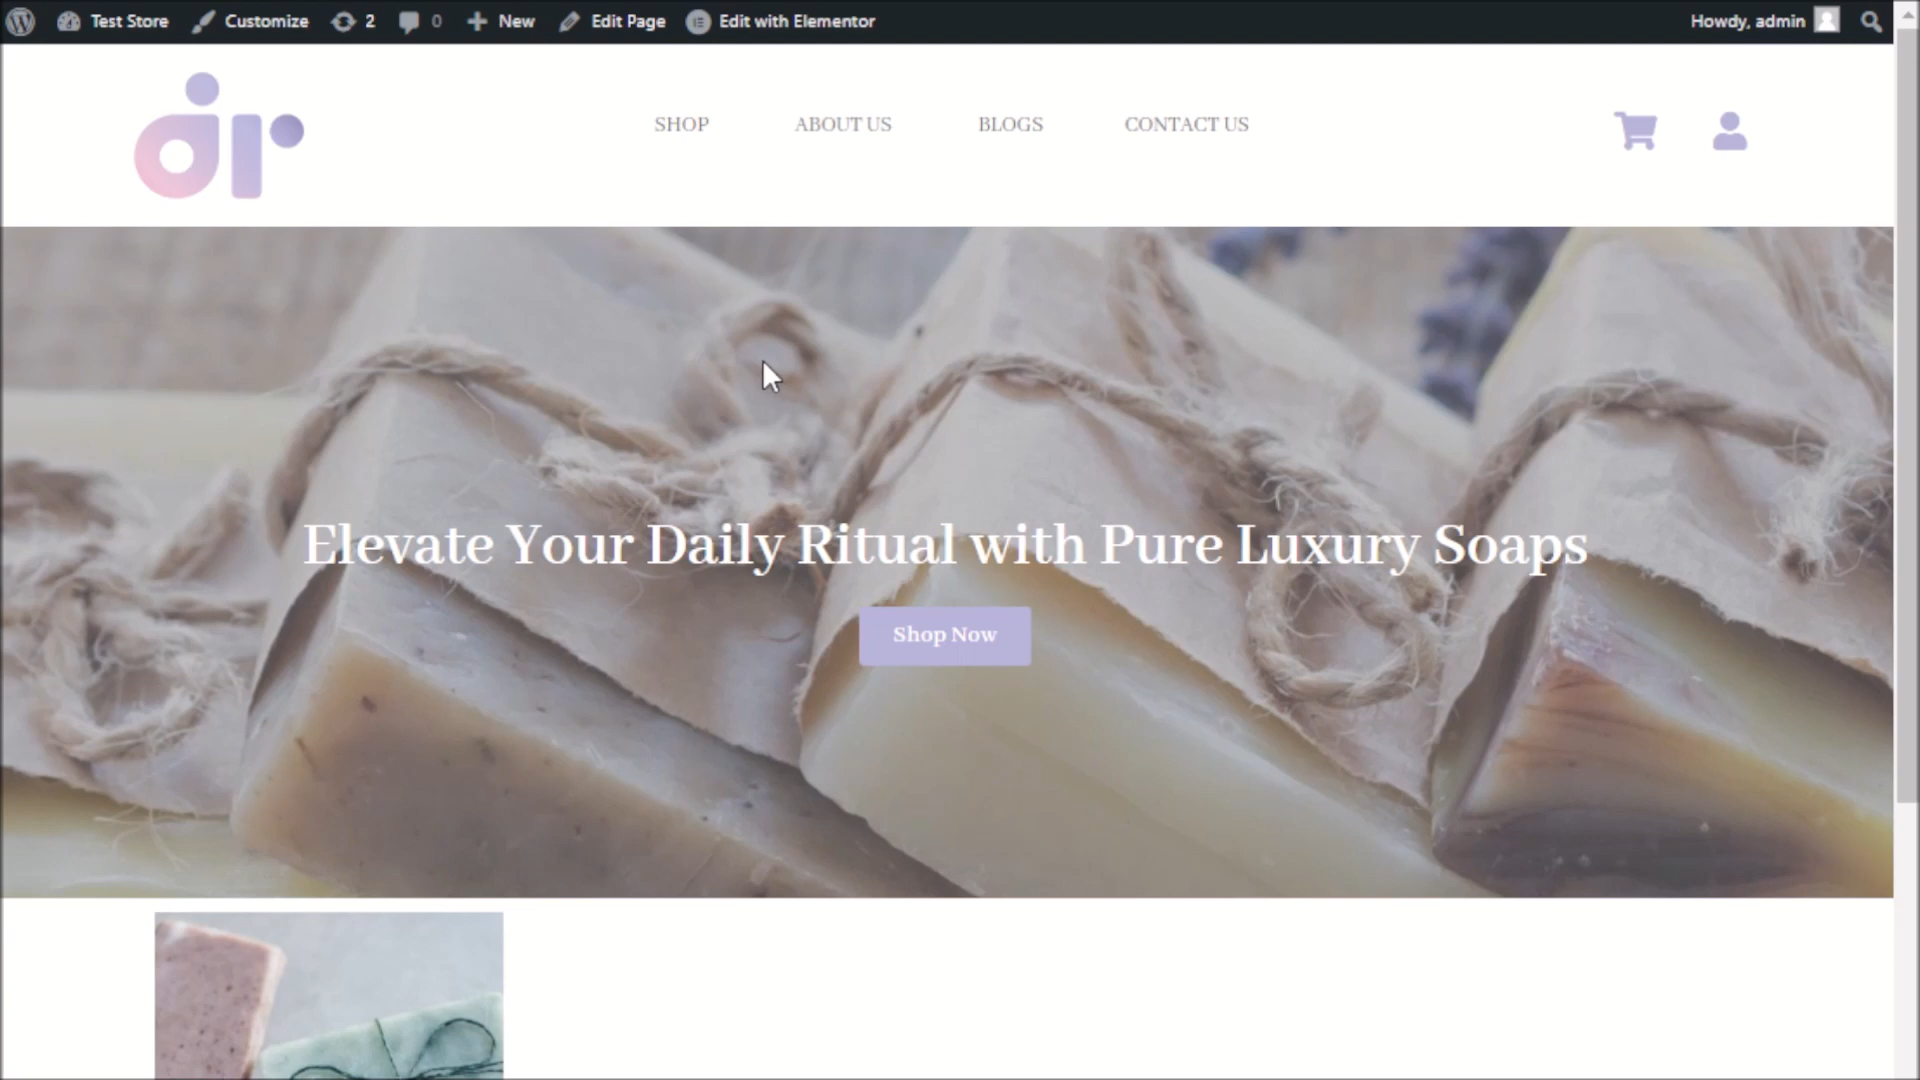 Test Store Customize 2 0 New Edit Page Edit with Elementor Howdy, admin
dr
SHOP ABOUT US BLOGS CONTACT US
Elevate Your Daily Ritual with Pure Luxury Soaps
Shop Now